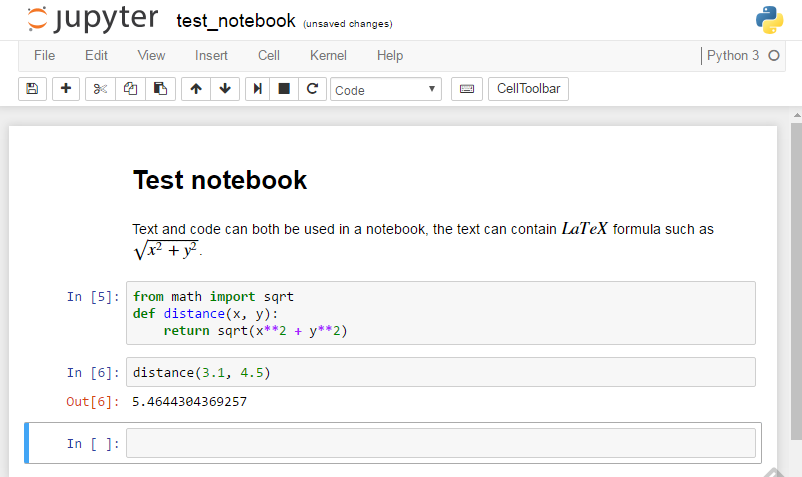 jupyter test_notebook (unsaved changes)
File Edit View Insert Cell Kernel Help Python 3
Code CellToolbar
Test notebook
Text and code can both be used in a notebook, the text can contain LaTeX formula such as
√x² + y².
In [5]: from math import sqrt
def distance(x, y):
    return sqrt(x**2 + y**2)
In [6]: distance(3.1, 4.5)
Out[6]: 5.4644304369257
In [ ]: